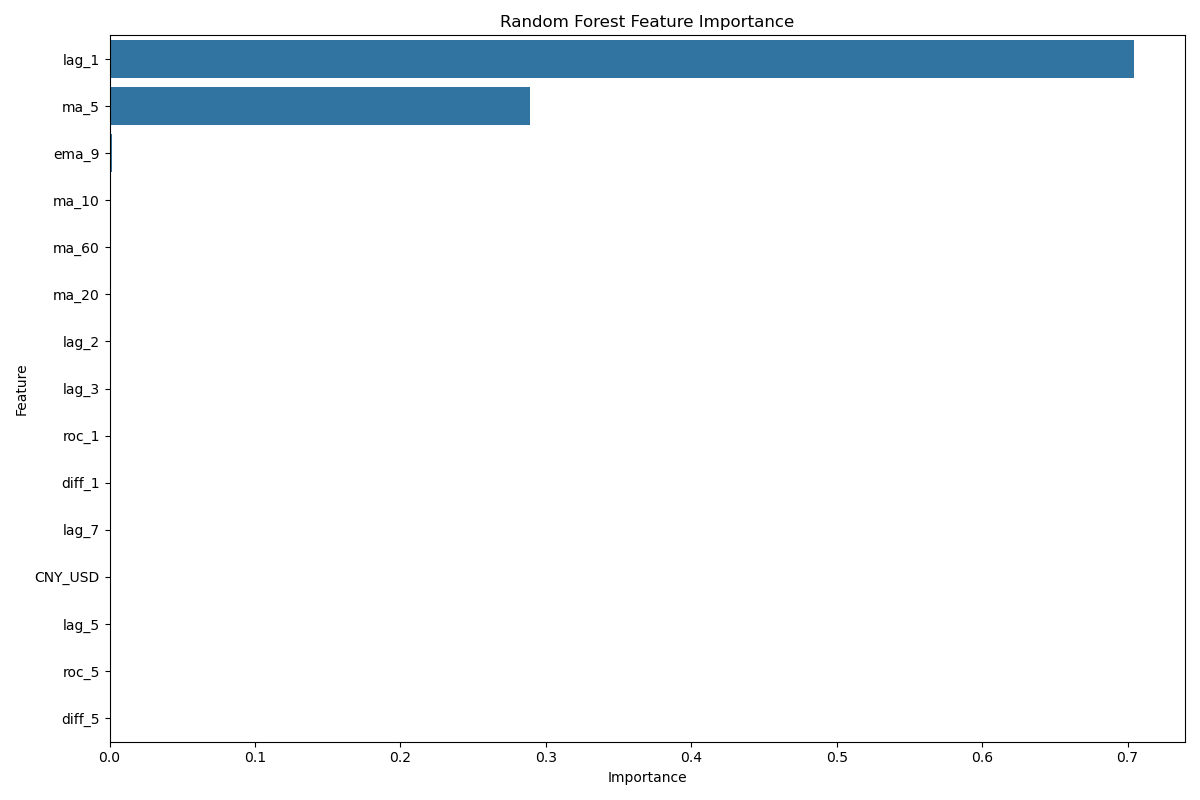 Random Forest Feature Importance
lag_1
ma_5
ema_9
ma_10
ma_60
ma_20
lag_2
lag_3
roc_1
diff_1
lag_7
CNY_USD
lag_5
roc_5
diff_5
Feature
0.0 0.1 0.2 0.3 0.4 0.5 0.6 0.7
Importance